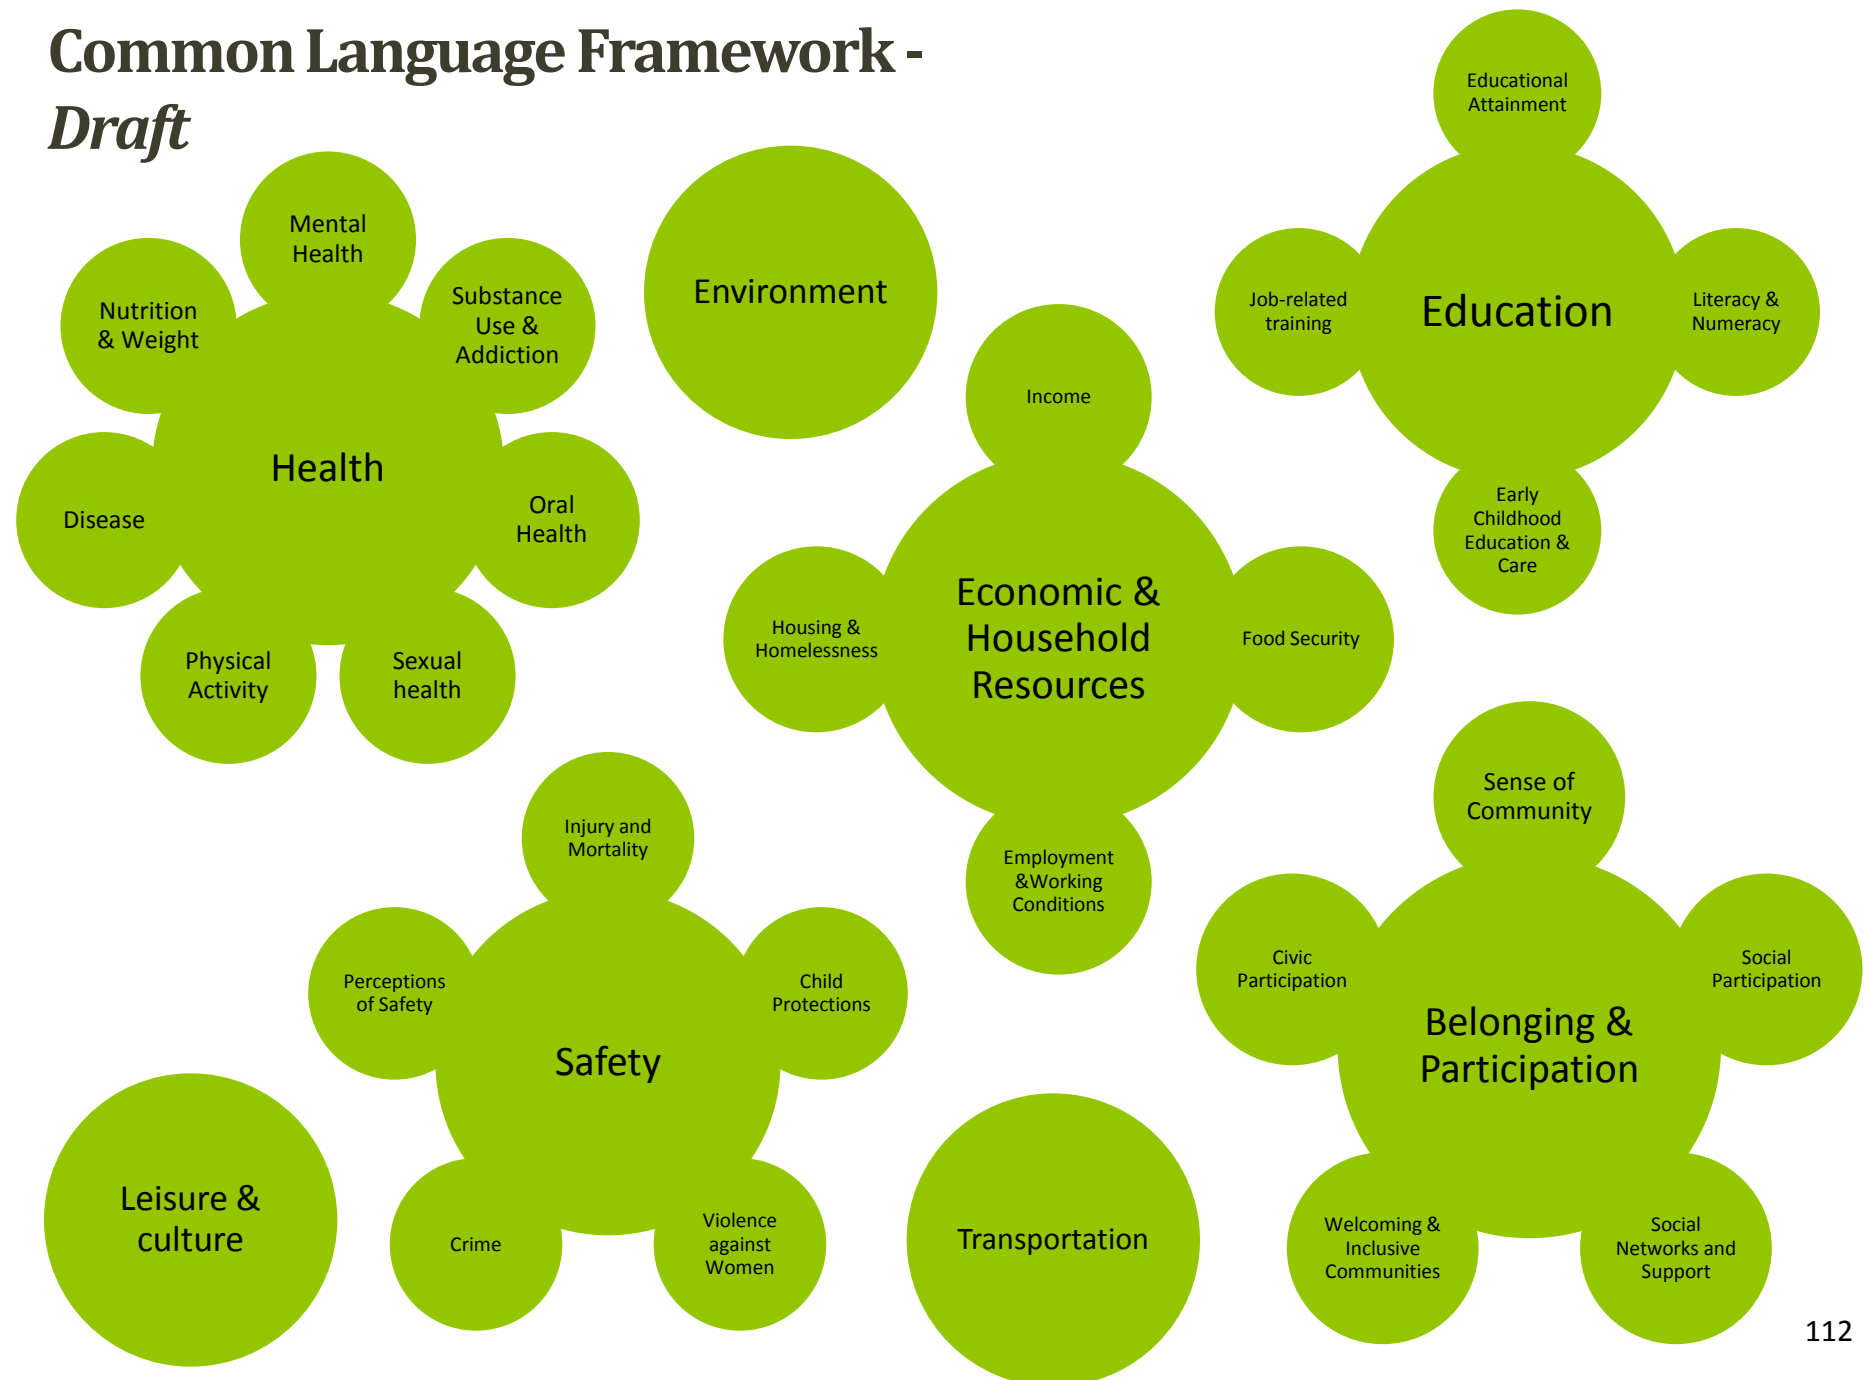 Common Language Framework -
Draft
Mental
Health
Nutrition
& Weight
Substance
Use &
Addiction
Health
Disease
Oral
Health
Physical
Activity
Sexual
health
Environment
Educational
Attainment
Job-related
training
Education
Literacy &
Numeracy
Early
Childhood
Education &
Care
Income
Housing &
Homelessness
Economic &
Household
Resources
Food Security
Employment
&Working
Conditions
Injury and
Mortality
Perceptions
of Safety
Child
Protections
Safety
Crime
Violence
against
Women
Sense of
Community
Civic
Participation
Social
Participation
Belonging &
Participation
Welcoming &
Inclusive
Communities
Social
Networks and
Support
Leisure &
culture
Transportation
112